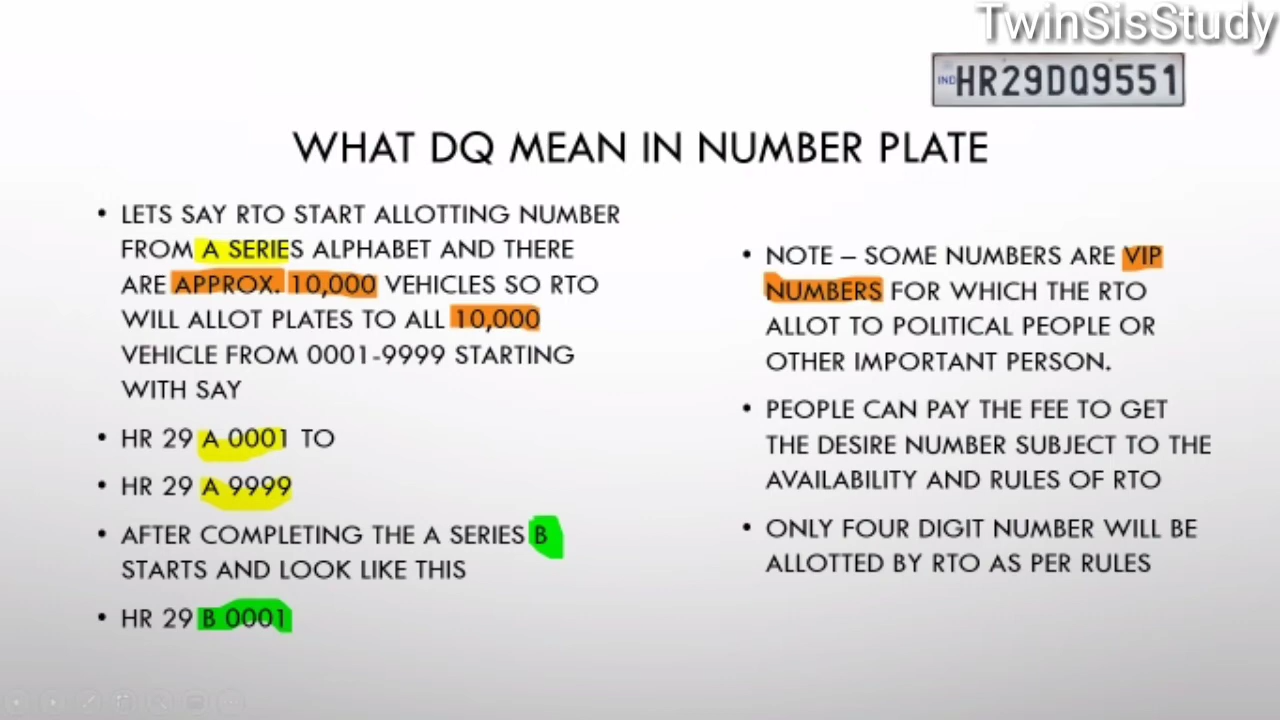 TwinSisStudy
IND HR29DQ9551
WHAT DQ MEAN IN NUMBER PLATE
• LETS SAY RTO START ALLOTTING NUMBER
FROM A SERIES ALPHABET AND THERE
ARE APPROX. 10,000 VEHICLES SO RTO
WILL ALLOT PLATES TO ALL 10,000
VEHICLE FROM 0001-9999 STARTING
WITH SAY
• HR 29 A 0001 TO
• HR 29 A 9999
• AFTER COMPLETING THE A SERIES B
STARTS AND LOOK LIKE THIS
• HR 29 B 0001
• NOTE – SOME NUMBERS ARE VIP
NUMBERS FOR WHICH THE RTO
ALLOT TO POLITICAL PEOPLE OR
OTHER IMPORTANT PERSON.
• PEOPLE CAN PAY THE FEE TO GET
THE DESIRE NUMBER SUBJECT TO THE
AVAILABILITY AND RULES OF RTO
• ONLY FOUR DIGIT NUMBER WILL BE
ALLOTTED BY RTO AS PER RULES